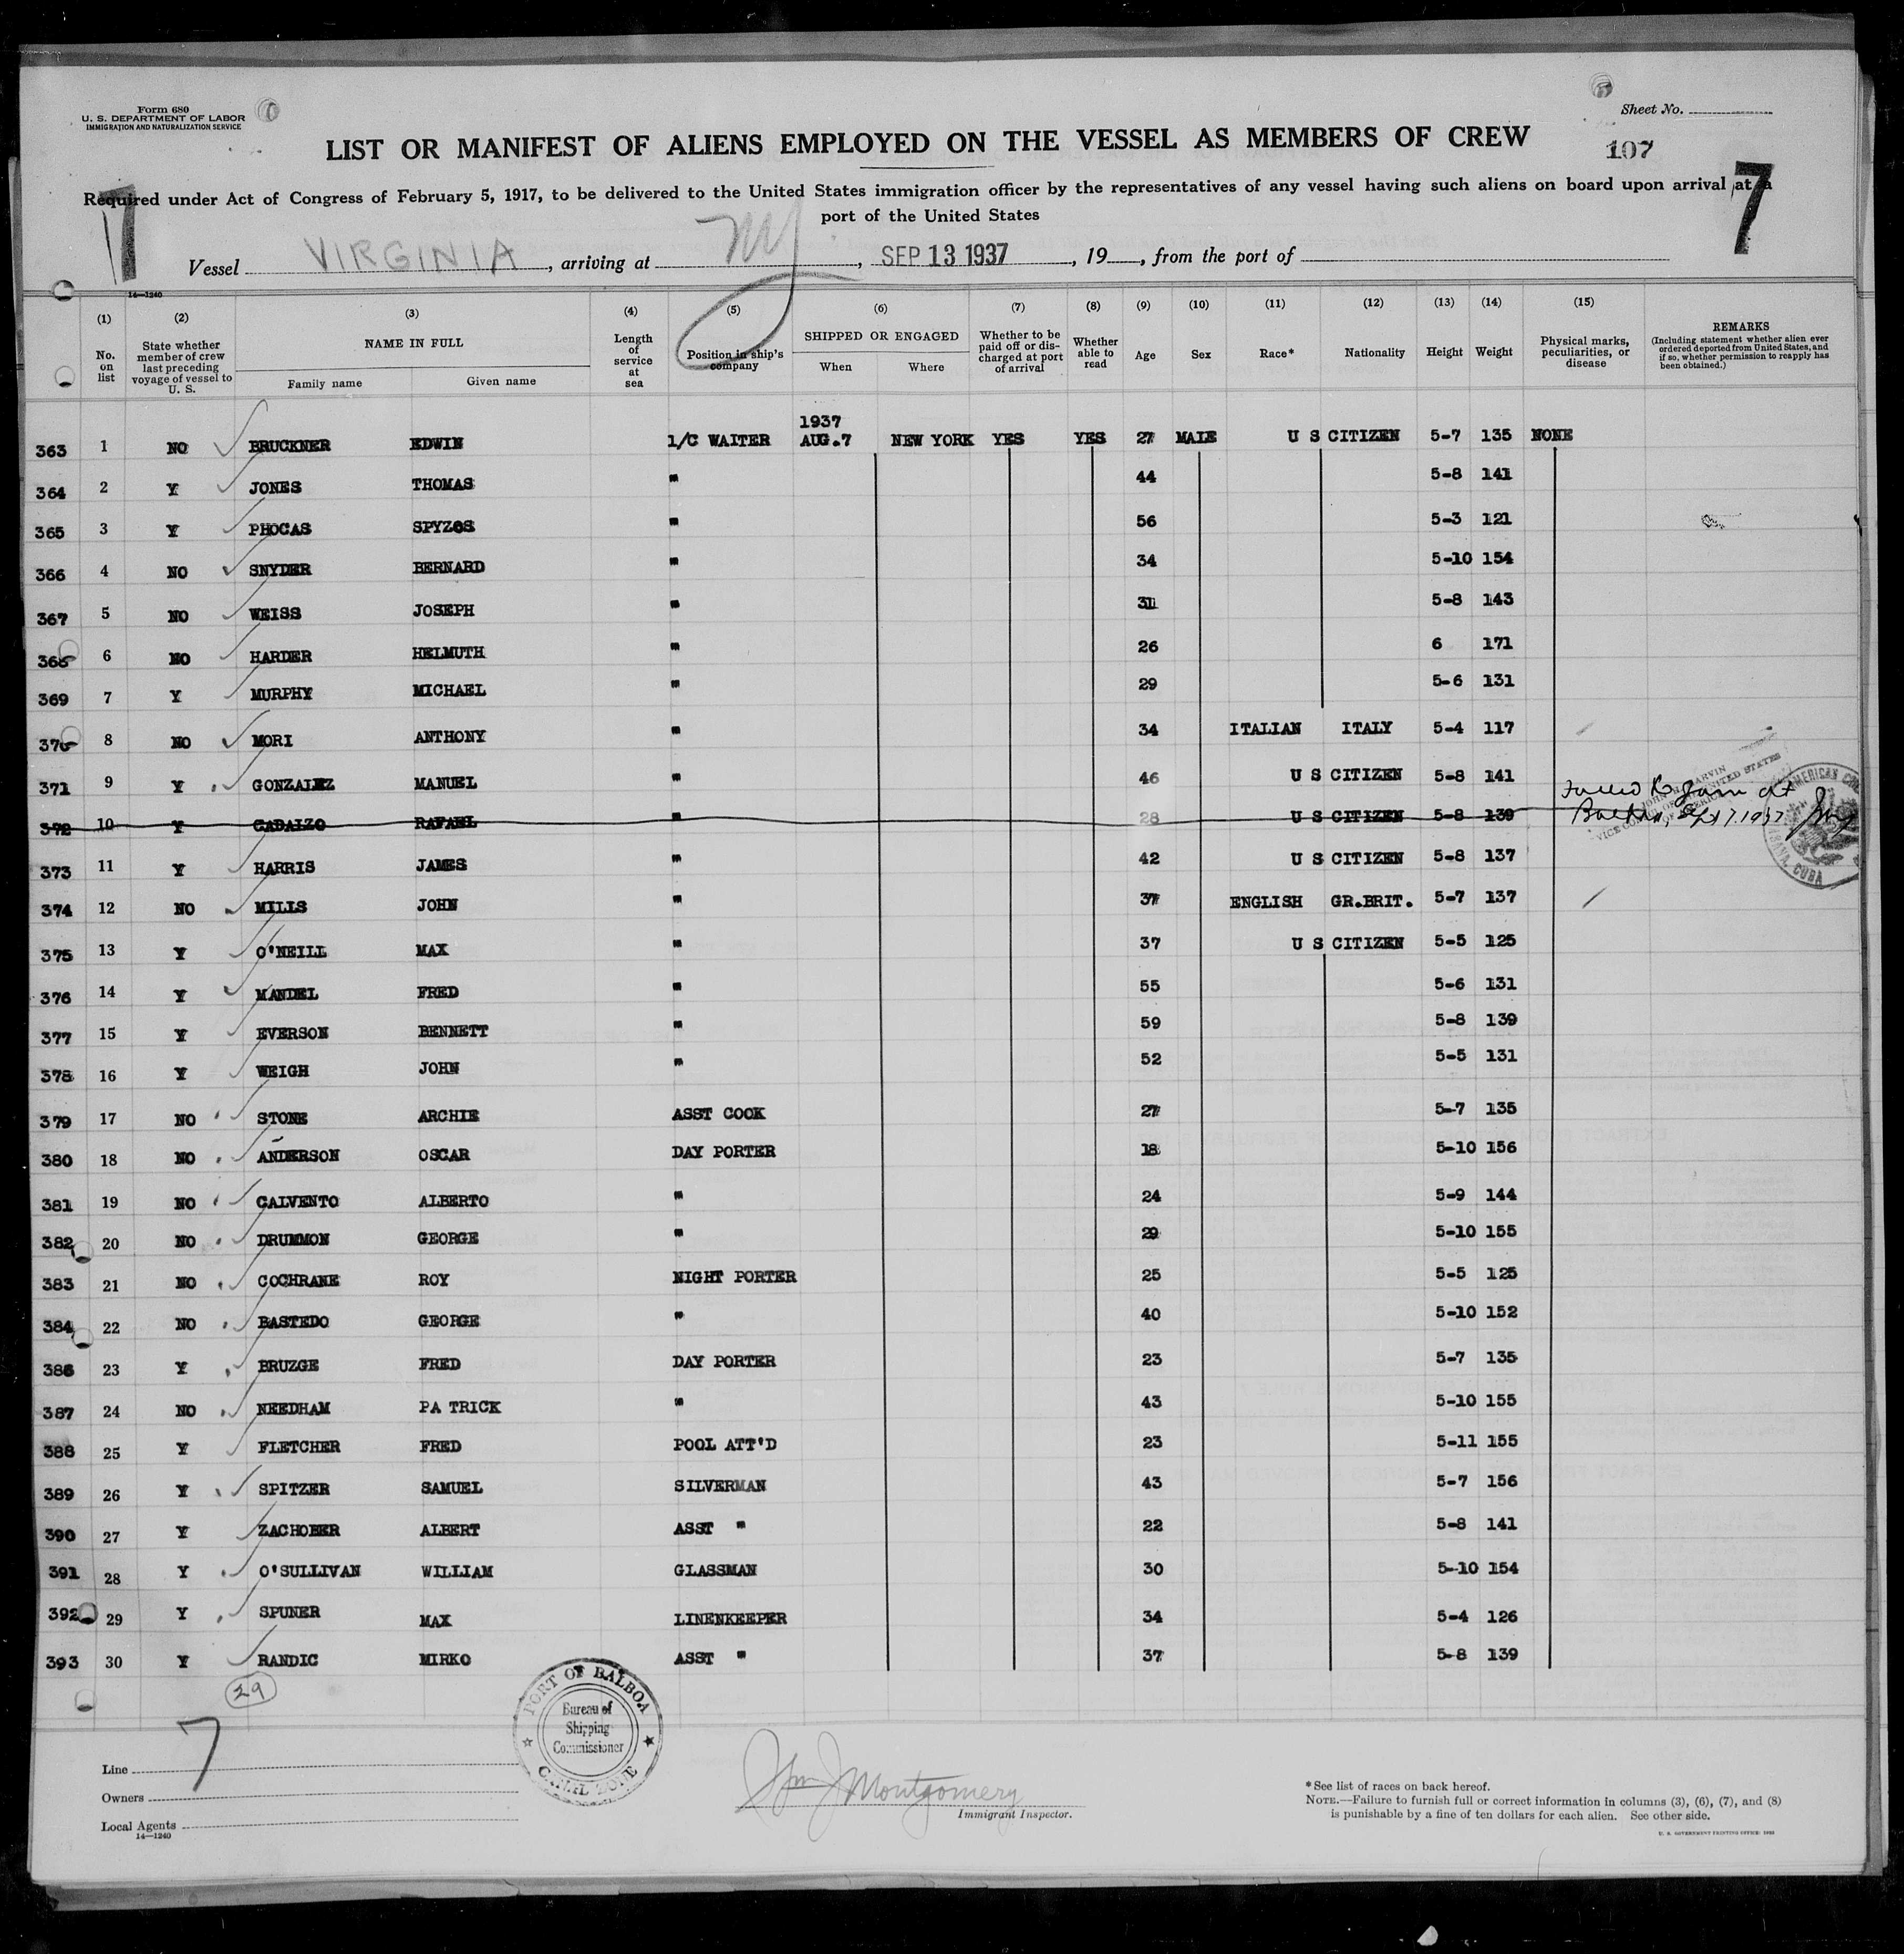 Form 680
U. S. DEPARTMENT OF LABOR
IMMIGRATION AND NATURALIZATION SERVICE
Sheet No.
LIST OR MANIFEST OF ALIENS EMPLOYED ON THE VESSEL AS MEMBERS OF CREW
107
Required under Act of Congress of February 5, 1917, to be delivered to the United States immigration officer by the representatives of any vessel having such aliens on board upon arrival at a
port of the United States
7
Vessel VIRGINIA, arriving at NY, SEP 13 1937, 19, from the port of
14—1240
(1) No. on list
(2) State whether member of crew last preceding voyage of vessel to U. S.
(3) NAME IN FULL Family name Given name
(4) Length of service at sea
(5) Position in ship's company
(6) SHIPPED OR ENGAGED When Where
(7) Whether to be paid off or discharged at port of arrival
(8) Whether able to read
(9) Age
(10) Sex
(11) Race*
(12) Nationality
(13) Height
(14) Weight
(15) Physical marks, peculiarities, or disease
REMARKS (Including statement whether alien ever ordered deported from United States, and if so, whether permission to reapply has been obtained.)
1937
363 1 NO BRUCKNER EDWIN 1/C WAITER AUG.7 NEW YORK YES YES 27 MALE U S CITIZEN 5-7 135 NONE
364 2 Y JONES THOMAS " 44 5-8 141
365 3 Y PHOCAS SPYZOS " 56 5-3 121
366 4 NO SNYDER BERNARD " 34 5-10 154
367 5 NO WEISS JOSEPH " 31 5-8 143
368 6 NO HARDER HELMUTH " 26 6 171
369 7 Y MURPHY MICHAEL " 29 5-6 131
370 8 NO MORI ANTHONY " 34 ITALIAN ITALY 5-4 117
371 9 Y GONZALEZ MANUEL " 46 U S CITIZEN 5-8 141
372 10 Y CADALZO RAFAEL " 28 U S CITIZEN 5-8 139 Failed to join at
Balboa, Sept 7 1937
373 11 Y HARRIS JAMES " 42 U S CITIZEN 5-8 137
374 12 NO MILLS JOHN " 37 ENGLISH GR.BRIT. 5-7 137
375 13 Y O'NEILL MAX " 37 U S CITIZEN 5-5 125
376 14 Y MANDEL FRED " 55 5-6 131
377 15 Y EVERSON BENNETT " 59 5-8 139
378 16 Y WEIGH JOHN " 52 5-5 131
379 17 NO STONE ARCHIE ASST COOK 27 5-7 135
380 18 NO ANDERSON OSCAR DAY PORTER 18 5-10 156
381 19 NO CALVENTO ALBERTO " 24 5-9 144
382 20 NO DRUMMON GEORGE " 29 5-10 155
383 21 NO COCHRANE ROY NIGHT PORTER 25 5-5 125
384 22 NO BASTEDO GEORGE " 40 5-10 152
386 23 Y BRUZGE FRED DAY PORTER 23 5-7 135
387 24 NO NEEDHAM PA TRICK " 43 5-10 155
388 25 Y FLETCHER FRED POOL ATT'D 23 5-11 155
389 26 Y SPITZER SAMUEL SILVERMAN 43 5-7 156
390 27 Y ZACHOBER ALBERT ASST " 22 5-8 141
391 28 Y O'SULLIVAN WILLIAM GLASSMAN 30 5-10 154
392 29 Y SPUNER MAX LINENKEEPER 34 5-4 126
393 30 Y RANDIC MIRKO ASST " 37 5-8 139
29
PORT OF BALBOA
Bureau of
Shipping
Commissioner
CANAL ZONE
7
Line
Owners
Local Agents
14—1240
Wm J Montgomery
Immigrant Inspector.
*See list of races on back hereof.
NOTE.—Failure to furnish full or correct information in columns (3), (6), (7), and (8)
is punishable by a fine of ten dollars for each alien. See other side.